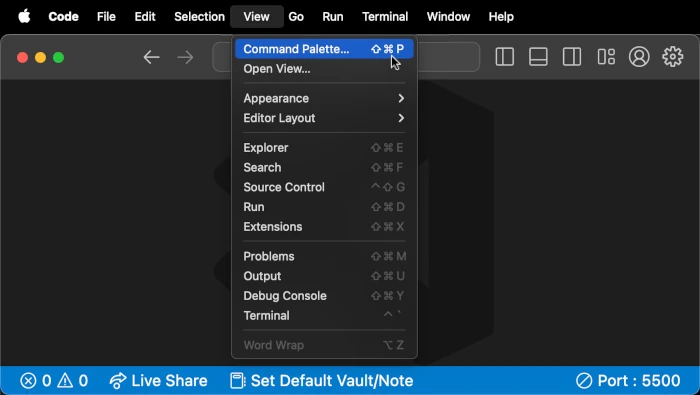 Code File Edit Selection View Go Run Terminal Window Help
Command Palette... ⇧⌘P
Open View...
Appearance
Editor Layout
Explorer ⇧⌘E
Search ⇧⌘F
Source Control ^⇧G
Run ⇧⌘D
Extensions ⇧⌘X
Problems ⇧⌘M
Output ⇧⌘U
Debug Console ⇧⌘Y
Terminal ^`
Word Wrap ⌥Z
0 0 Live Share Set Default Vault/Note Port : 5500